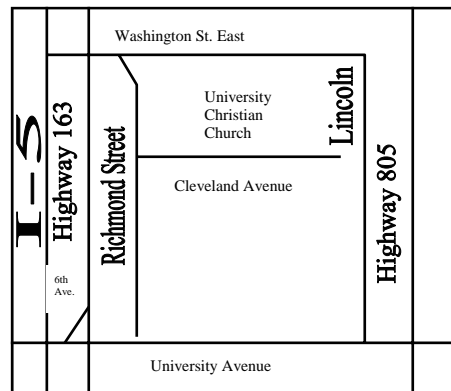 Washington St. East
I-5
Highway 163
Richmond Street
University
Christian
Church
Lincoln
Cleveland Avenue
Highway 805
6th
Ave.
University Avenue